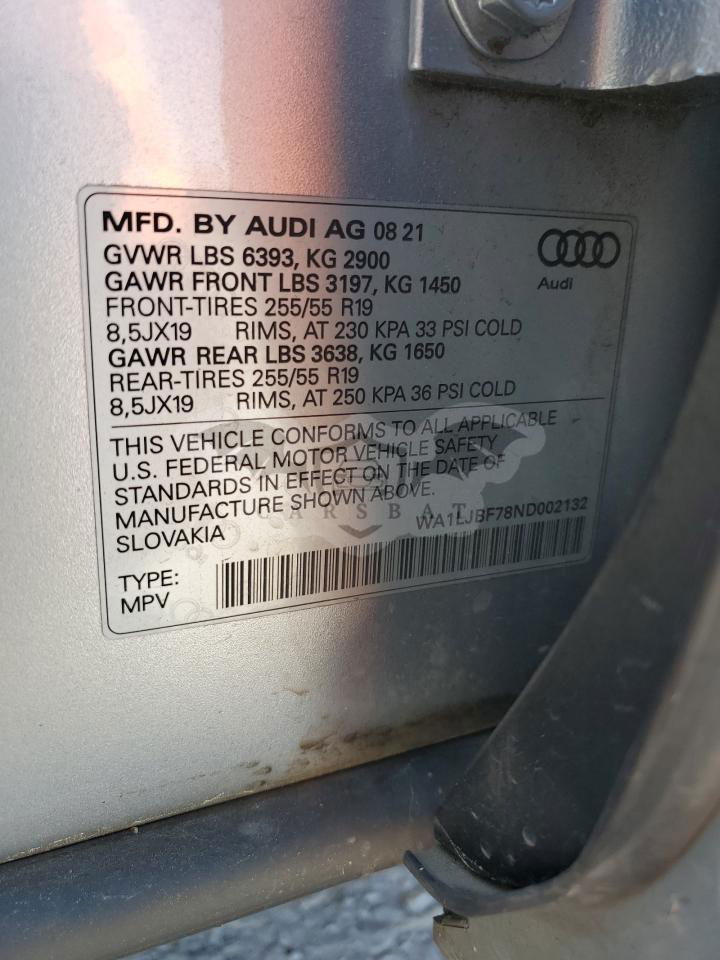 MFD. BY AUDI AG 08 21
GVWR LBS 6393, KG 2900
GAWR FRONT LBS 3197, KG 1450
FRONT-TIRES 255/55 R19
8,5JX19 RIMS, AT 230 KPA 33 PSI COLD
GAWR REAR LBS 3638, KG 1650
REAR-TIRES 255/55 R19
8,5JX19 RIMS, AT 250 KPA 36 PSI COLD
Audi
THIS VEHICLE CONFORMS TO ALL APPLICABLE
U.S. FEDERAL MOTOR VEHICLE SAFETY
STANDARDS IN EFFECT ON THE DATE OF
MANUFACTURE SHOWN ABOVE.
SLOVAKIA
WA1LJBF78ND002132
CARSBAT
TYPE:
MPV